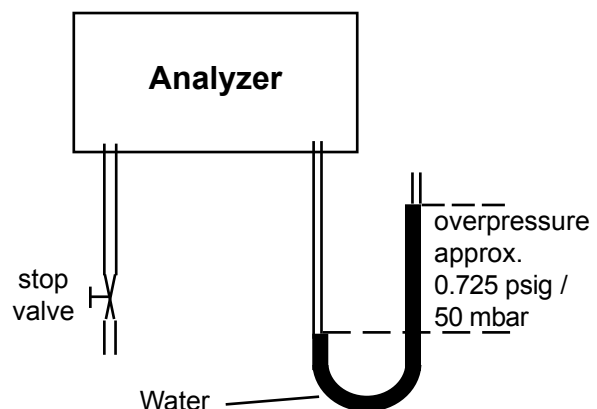 Analyzer
overpressure
approx.
0.725 psig /
50 mbar
stop
valve
Water